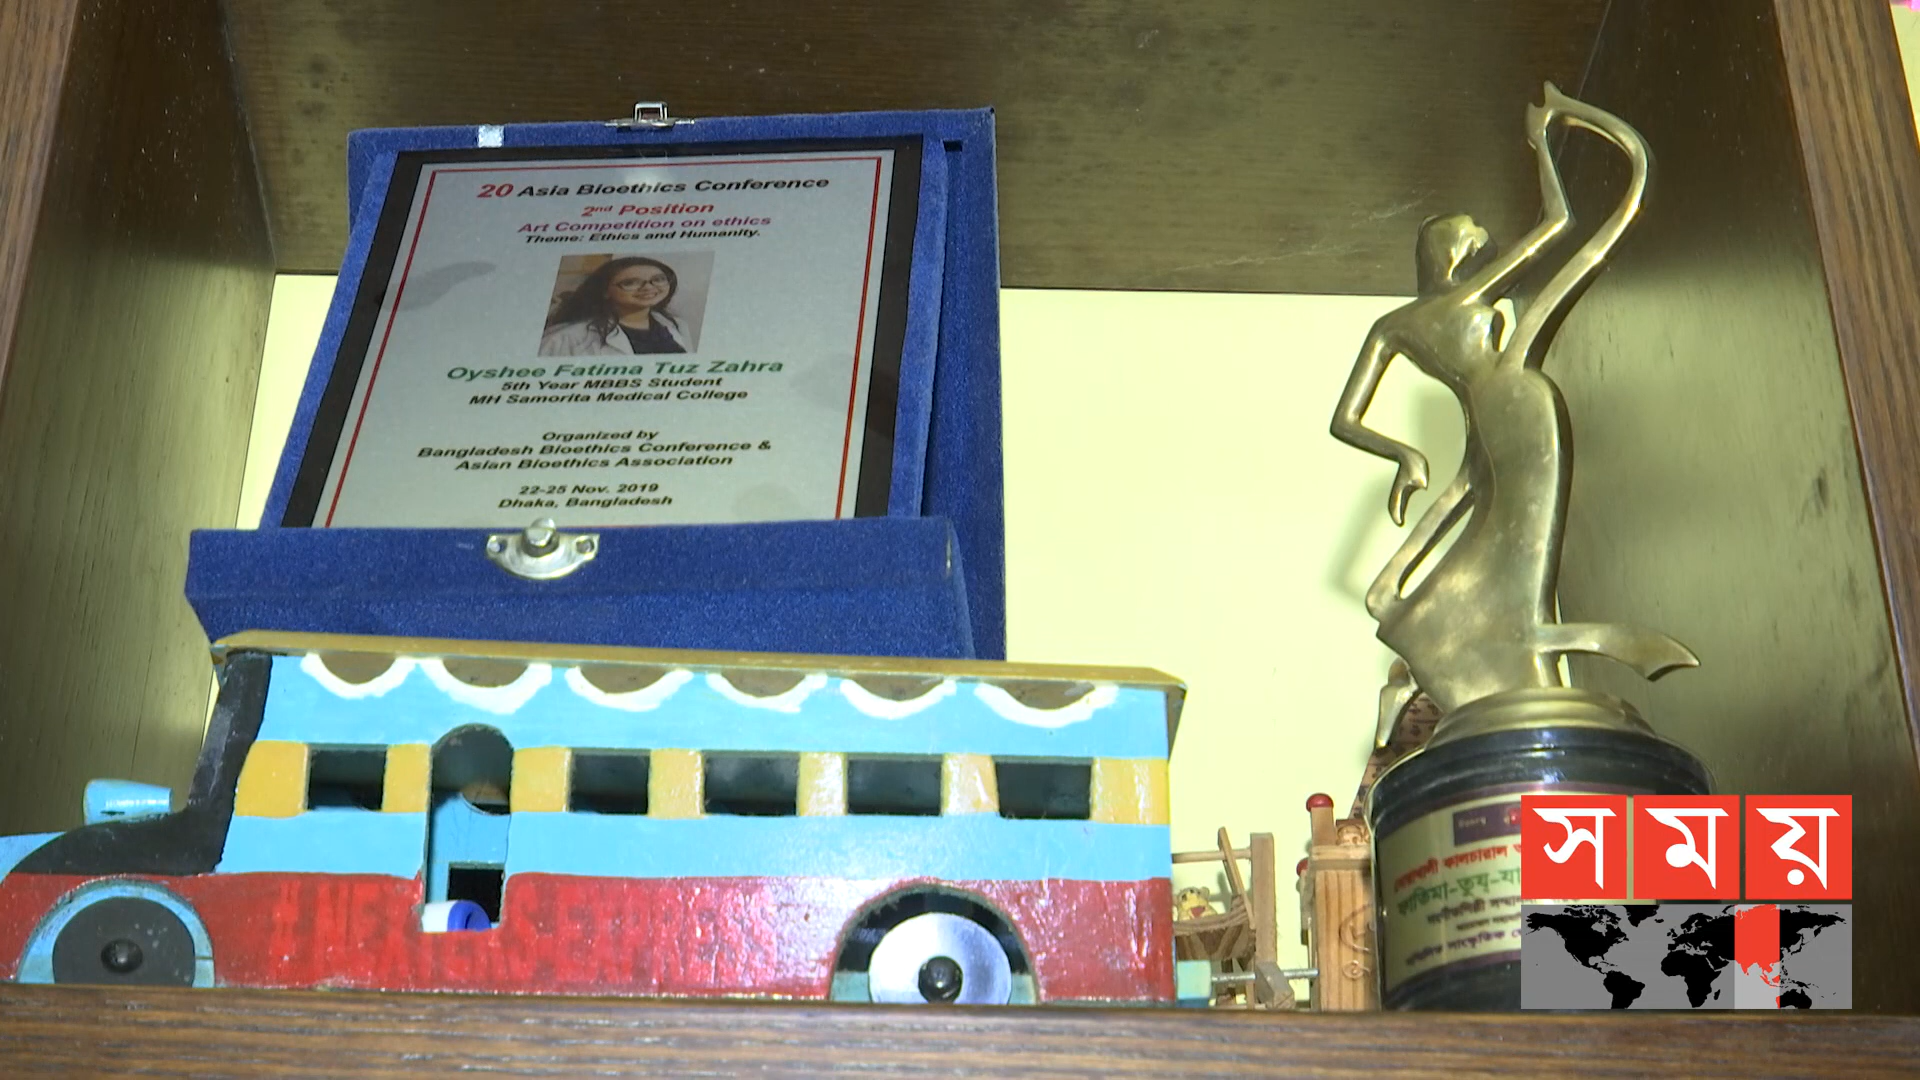 20 Asia Bioethics Conference
2nd Position
Art Competition on ethics
Theme: Ethics and Humanity.
Oyshee Fatima Tuz Zahra
5th Year MBBS Student
MH Samorita Medical College
Organized by
Bangladesh Bioethics Conference &
Asian Bioethics Association
22-25 Nov. 2019
Dhaka, Bangladesh
কালচারাল
ফাতিমা-তুয্-যা
সময়